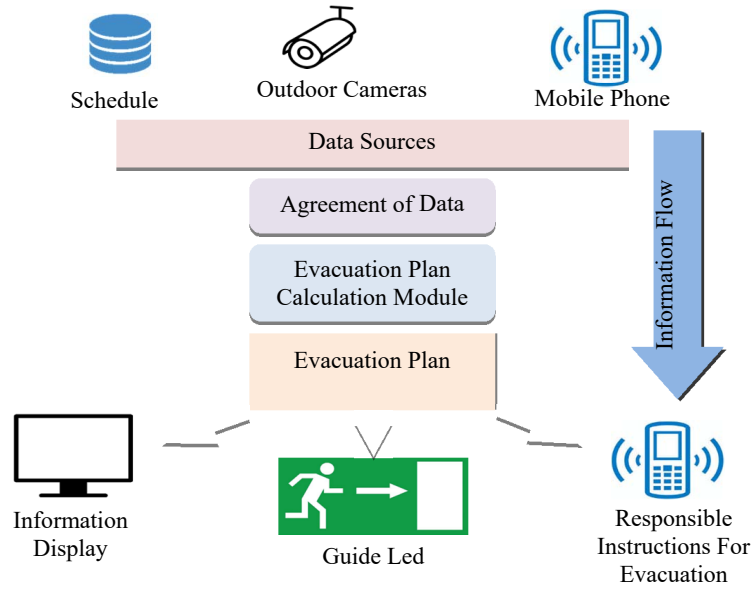 Schedule
Outdoor Cameras
Mobile Phone
Data Sources
Agreement of Data
Evacuation Plan
Calculation Module
Evacuation Plan
Information Flow
Information
Display
Guide Led
Responsible
Instructions For
Evacuation